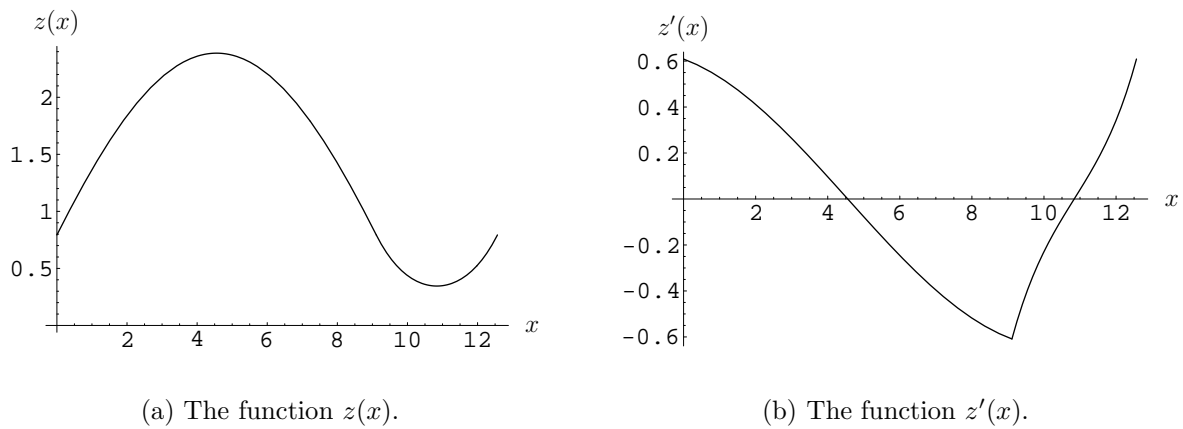 z(x)
2
1.5
1
0.5
2 4 6 8 10 12 x
(a) The function z(x).
z′(x)
0.6
0.4
0.2
2 4 6 8 10 12 x
-0.2
-0.4
-0.6
(b) The function z′(x).